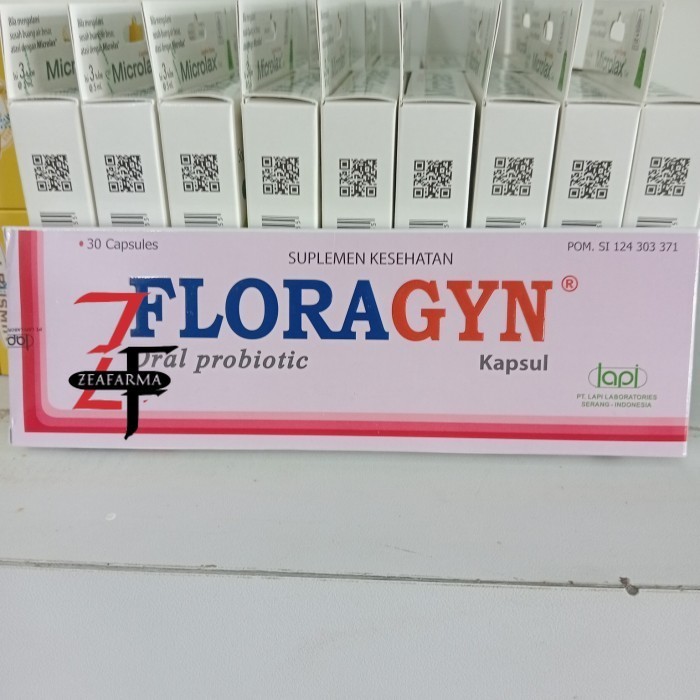 Microlax
Microlax
Microlax
Microlax
• 30 Capsules
POM. SI 124 303 371
SUPLEMEN KESEHATAN
FLORAGYN®
Oral probiotic
Kapsul
ZF
ZEAFARMA
lapi
PT. LAPI LABORATORIES
SERANG - INDONESIA